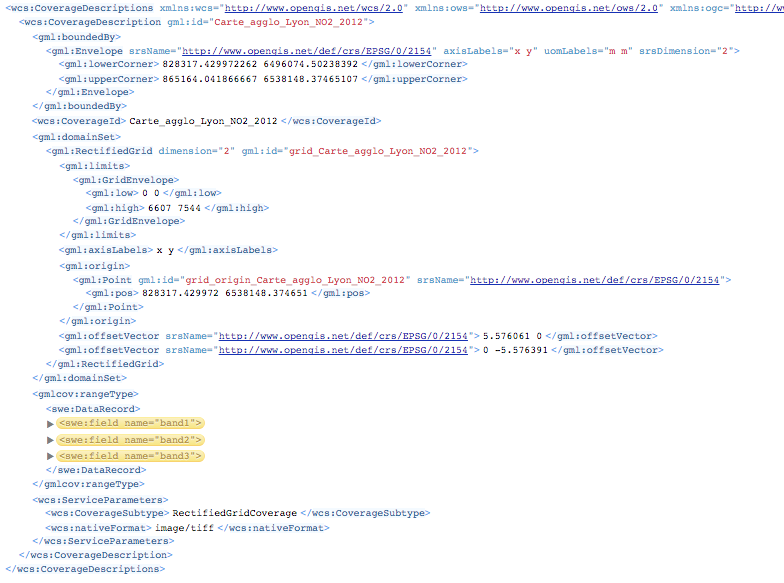 <wcs:CoverageDescriptions xmlns:wcs="http://www.opengis.net/wcs/2.0" xmlns:ows="http://www.opengis.net/ows/2.0" xmlns:ogc="http://www
<wcs:CoverageDescription gml:id="Carte_agglo_Lyon_NO2_2012">
<gml:boundedBy>
<gml:Envelope srsName="http://www.opengis.net/def/crs/EPSG/0/2154" axisLabels="x y" uomLabels="m m" srsDimension="2">
<gml:lowerCorner> 828317.429972262 6496074.50238392 </gml:lowerCorner>
<gml:upperCorner> 865164.041866667 6538148.37465107 </gml:upperCorner>
</gml:Envelope>
</gml:boundedBy>
<wcs:CoverageId> Carte_agglo_Lyon_NO2_2012 </wcs:CoverageId>
<gml:domainSet>
<gml:RectifiedGrid dimension="2" gml:id="grid_Carte_agglo_Lyon_NO2_2012">
<gml:limits>
<gml:GridEnvelope>
<gml:low> 0 0 </gml:low>
<gml:high> 6607 7544 </gml:high>
</gml:GridEnvelope>
</gml:limits>
<gml:axisLabels> x y </gml:axisLabels>
<gml:origin>
<gml:Point gml:id="grid_origin_Carte_agglo_Lyon_NO2_2012" srsName="http://www.opengis.net/def/crs/EPSG/0/2154">
<gml:pos> 828317.429972 6538148.374651 </gml:pos>
</gml:Point>
</gml:origin>
<gml:offsetVector srsName="http://www.opengis.net/def/crs/EPSG/0/2154"> 5.576061 0 </gml:offsetVector>
<gml:offsetVector srsName="http://www.opengis.net/def/crs/EPSG/0/2154"> 0 -5.576391 </gml:offsetVector>
</gml:RectifiedGrid>
</gml:domainSet>
<gmlcov:rangeType>
<swe:DataRecord>
<swe:field name="band1">
<swe:field name="band2">
<swe:field name="band3">
</swe:DataRecord>
</gmlcov:rangeType>
<wcs:ServiceParameters>
<wcs:CoverageSubtype> RectifiedGridCoverage </wcs:CoverageSubtype>
<wcs:nativeFormat> image/tiff </wcs:nativeFormat>
</wcs:ServiceParameters>
</wcs:CoverageDescription>
</wcs:CoverageDescriptions>